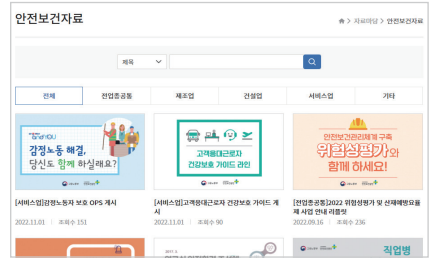 안전보건자료
> 자료마당 > 안전보건자료
제목
전체 전업종공통 제조업 건설업 서비스업 기타
andYOU
감정노동 해결,
당신도 함께 하실래요?
고객응대근로자
건강보호 가이드 라인
안전보건관리체계 구축
위험성평가와
함께 하세요!
[서비스업]감정노동자 보호 OPS 게시
2022.11.01 조회수 151
[서비스업]고객응대근로자 건강보호 가이드 게시
2022.11.01 조회수 90
[전업종공통]2022 위험성평가 및 산재예방요율제 사업 안내 리플릿
2022.09.16 조회수 236
직업병